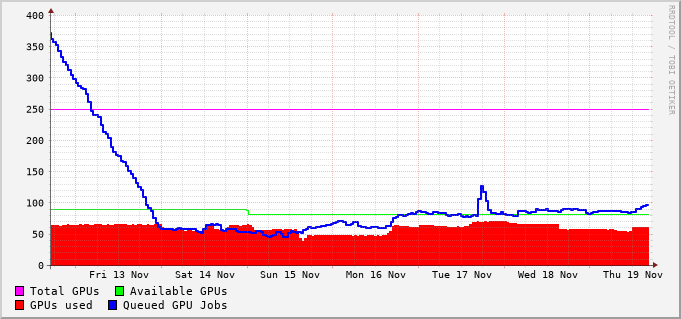 400
350
300
250
200
150
100
50
0
Fri 13 Nov Sat 14 Nov Sun 15 Nov Mon 16 Nov Tue 17 Nov Wed 18 Nov Thu 19 Nov
Total GPUs Available GPUs
GPUs used Queued GPU Jobs
RRDTOOL / TOBI OETIKER